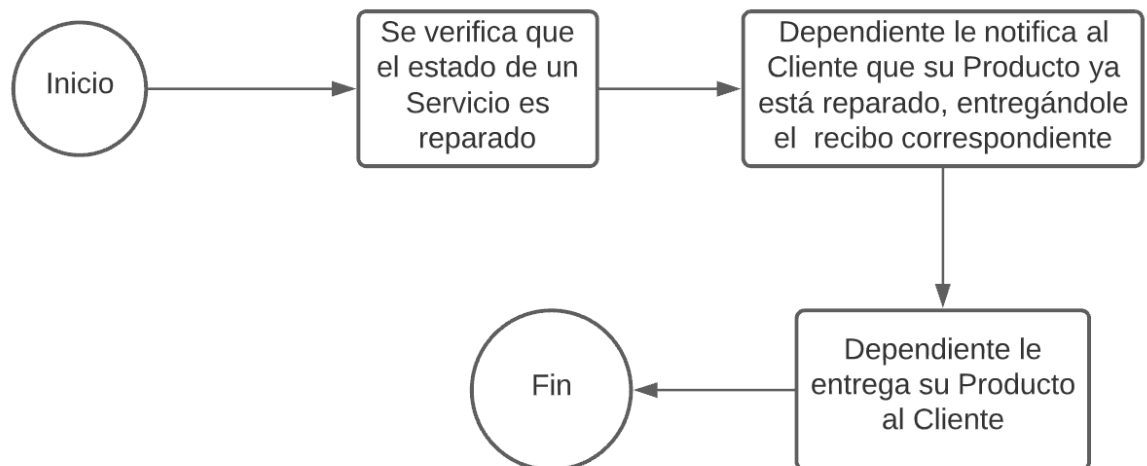 Inicio
Se verifica que
el estado de un
Servicio es
reparado
Dependiente le notifica al
Cliente que su Producto ya
está reparado, entregándole
el recibo correspondiente
Dependiente le
entrega su Producto
al Cliente
Fin